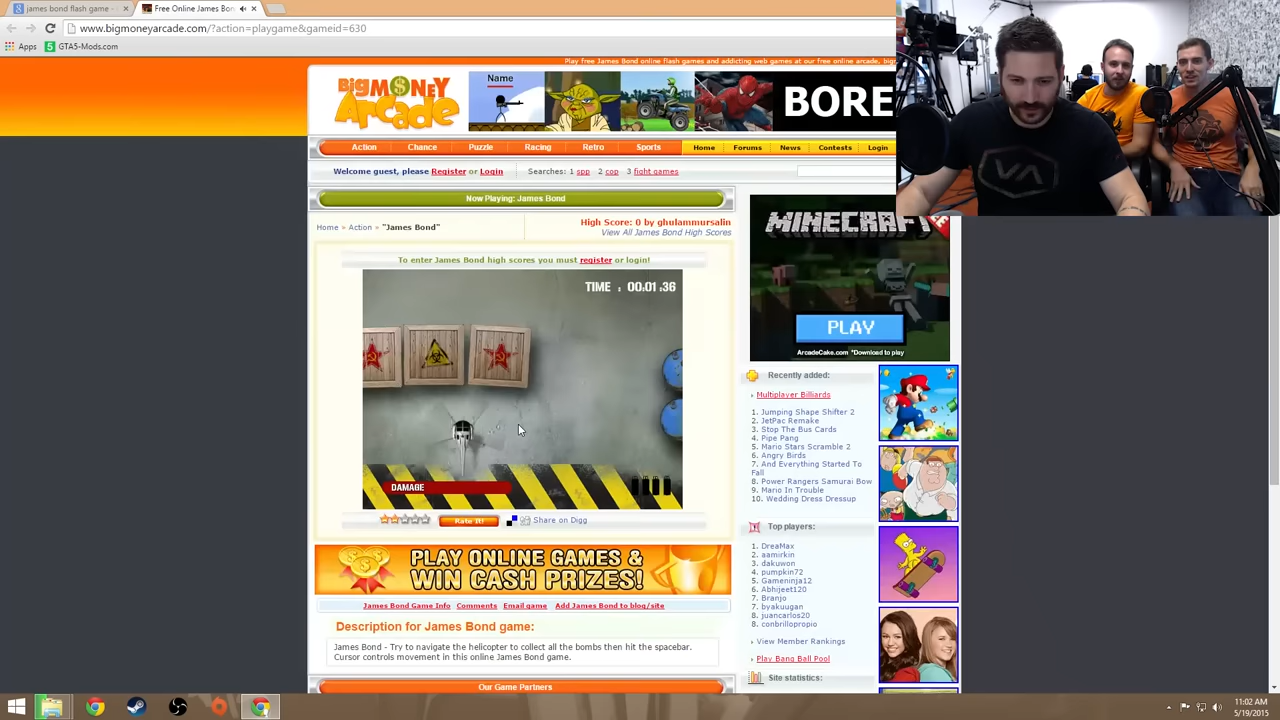 james bond flash game -
Free Online James Bon
www.bigmoneyarcade.com/?action=playgame&gameid=630
Apps
GTA5-Mods.com
Play free James Bond online flash games and addicting web games at our free online arcade,
BIGMONEY
Arcade
Name
BORE
Action Chance Puzzle Racing Retro Sports
Home Forums News Contests Login
Welcome guest, please Register or Login
Searches: 1 spp 2 cop 3 fight games
Now Playing: James Bond
Home » Action » "James Bond"
High Score: 0 by ghulammursalin
View All James Bond High Scores
To enter James Bond high scores you must register or login!
TIME : 00:01:36
DAMAGE
Rate It!
Share on Digg
PLAY ONLINE GAMES &
WIN CASH PRIZES!
James Bond Game Info Comments Email game Add James Bond to blog/site
Description for James Bond game:
James Bond - Try to navigate the helicopter to collect all the bombs then hit the spacebar.
Cursor controls movement in this online James Bond game.
Our Game Partners
MINECRAFT
PLAY
ArcadeCake.com *Download to play
Recently added:
Multiplayer Billiards
1. Jumping Shape Shifter 2
2. JetPac Remake
3. Stop The Bus Cards
4. Pipe Pang
5. Mario Stars Scramble 2
6. Angry Birds
7. And Everything Started To
Fall
8. Power Rangers Samurai Bow
9. Mario In Trouble
10. Wedding Dress Dressup
Top players:
1. DreaMax
2. aamirkin
3. dakuwon
4. pumpkin72
5. Gameninja12
6. Abhijeet120
7. Branjo
7. byakuugan
8. juancarlos20
8. conbrillopropio
View Member Rankings
Play Bang Ball Pool
Site statistics:
11:02 AM
5/19/2015